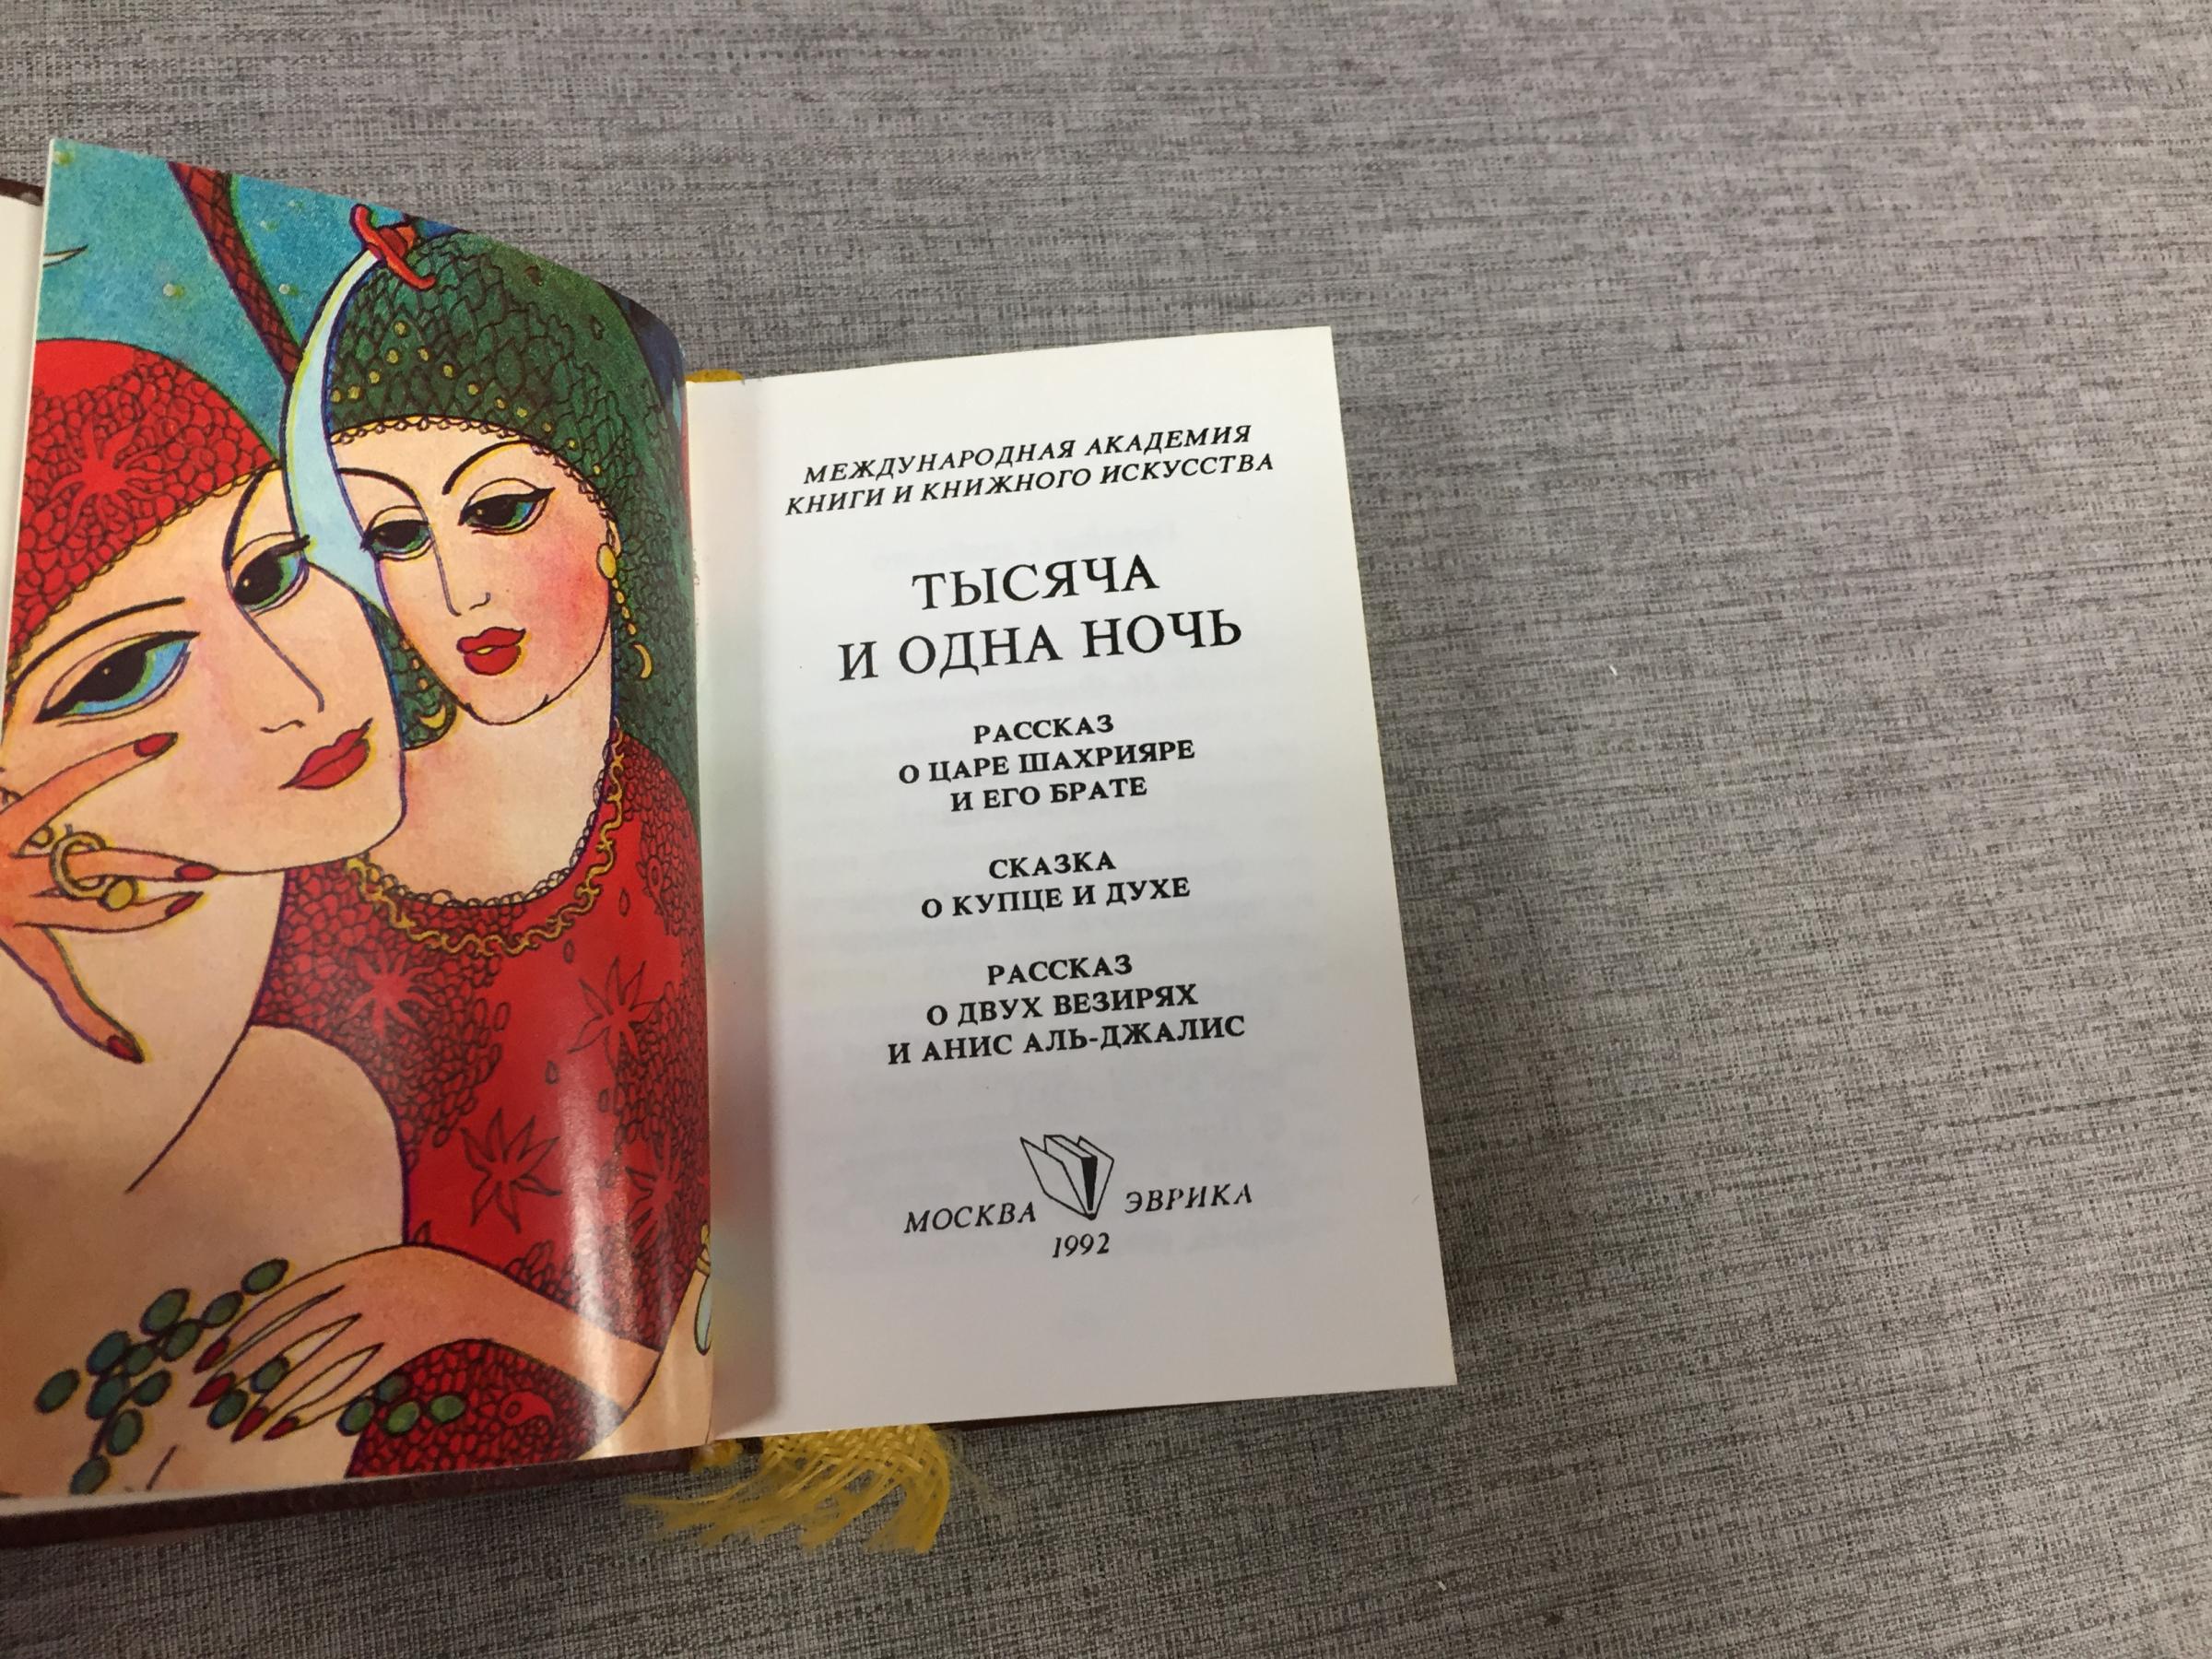 МЕЖДУНАРОДНАЯ АКАДЕМИЯ
КНИГИ И КНИЖНОГО ИСКУССТВА
ТЫСЯЧА
И ОДНА НОЧЬ
РАССКАЗ
О ЦАРЕ ШАХРИЯРЕ
И ЕГО БРАТЕ
СКАЗКА
О КУПЦЕ И ДУХЕ
РАССКАЗ
О ДВУХ ВЕЗИРЯХ
И АНИС АЛЬ-ДЖАЛИС
МОСКВА ЭВРИКА
1992